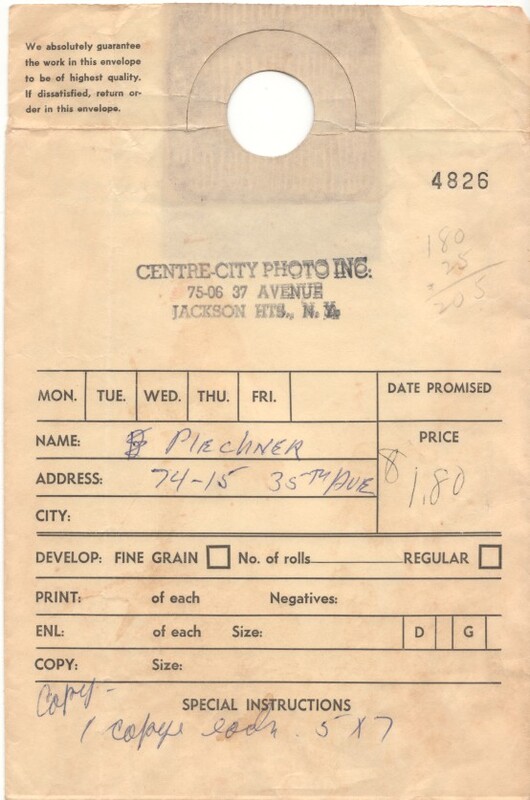 We absolutely guarantee
the work in this envelope
to be of highest quality.
If dissatisfied, return or-
der in this envelope.
4826
180
25
205
CENTRE-CITY PHOTO INC.
75-06 37 AVENUE
JACKSON HTS., N. Y.
MON. TUE. WED. THU. FRI. DATE PROMISED
NAME: Plechner PRICE
ADDRESS: 74-15 35TH AVE $1.80
CITY:
DEVELOP: FINE GRAIN No. of rolls REGULAR
PRINT: of each Negatives:
ENL: of each Size: D G
COPY: Size:
Copy -
SPECIAL INSTRUCTIONS
1 copy each 5 X 7